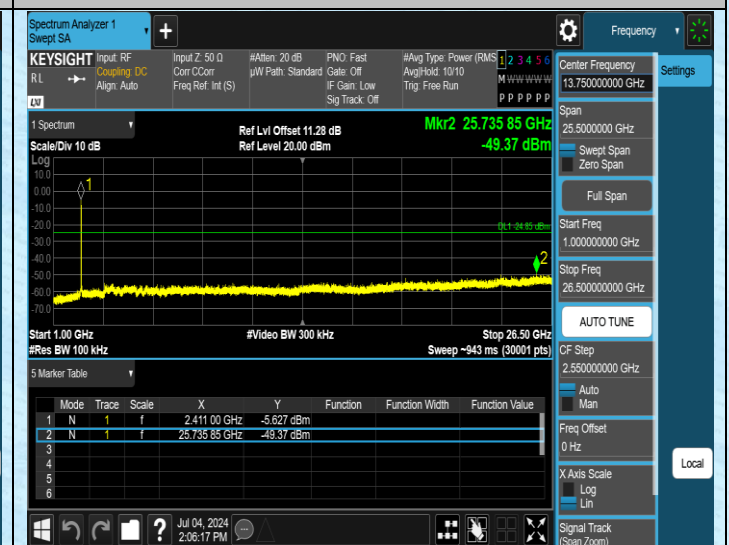 Spectrum Analyzer 1
Swept SA
+
Frequency
KEYSIGHT
RL
LXI
Input: RF
Coupling: DC
Align: Auto
Input Z: 50 Ω
Corr CCorr
Freq Ref: Int (S)
#Atten: 20 dB
µW Path: Standard
PNO: Fast
Gate: Off
IF Gain: Low
Sig Track: Off
#Avg Type: Power (RMS
Avg|Hold: 10/10
Trig: Free Run
1 2 3 4 5 6
M W W W W W
P P P P P P
Settings
Center Frequency
13.750000000 GHz
Span
25.5000000 GHz
Swept Span
Zero Span
Full Span
Start Freq
1.000000000 GHz
Stop Freq
26.500000000 GHz
AUTO TUNE
CF Step
2.550000000 GHz
Auto
Man
Freq Offset
0 Hz
X Axis Scale
Log
Lin
Signal Track
(Span Zoom)
Local
1 Spectrum
Scale/Div 10 dB
Ref Lvl Offset 11.28 dB
Ref Level 20.00 dBm
Mkr2 25.735 85 GHz
-49.37 dBm
Log
10.0
0.00
-10.0
-20.0
-30.0
-40.0
-50.0
-60.0
-70.0
1
DL1 -24.65 dBm
2
Start 1.00 GHz
#Res BW 100 kHz
#Video BW 300 kHz
Stop 26.50 GHz
Sweep ~943 ms (30001 pts)
5 Marker Table
Mode Trace Scale X Y Function Function Width Function Value
1 N 1 f 2.411 00 GHz -5.627 dBm
2 N 1 f 25.735 85 GHz -49.37 dBm
3
4
5
6
?
Jul 04, 2024
2:06:17 PM